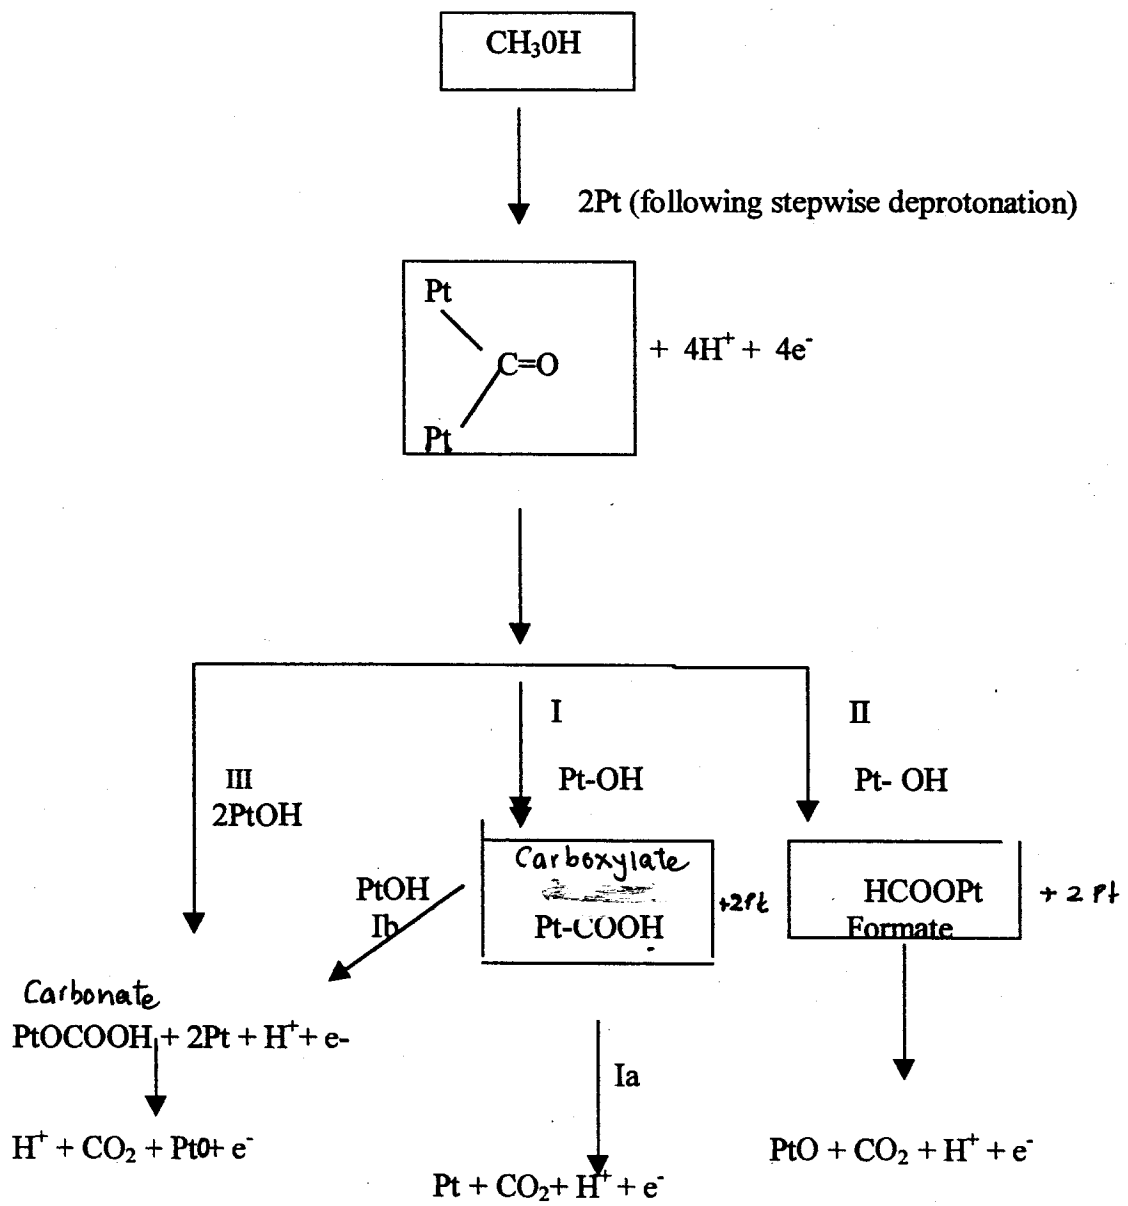 CH₃0H
2Pt (following stepwise deprotonation)
Pt
C=O
Pt
+ 4H⁺ + 4e⁻
I
II
III
2PtOH
Pt-OH
Pt- OH
PtOH
Ib
Carboxylate
Pt-COOH
+2Pt
HCOOPt
Formate
+ 2 Pt
Carbonate
PtOCOOH + 2Pt + H⁺+ e-
Ia
H⁺ + CO₂ + PtO+ e⁻
PtO + CO₂ + H⁺ + e⁻
Pt + CO₂+ H⁺ + e⁻